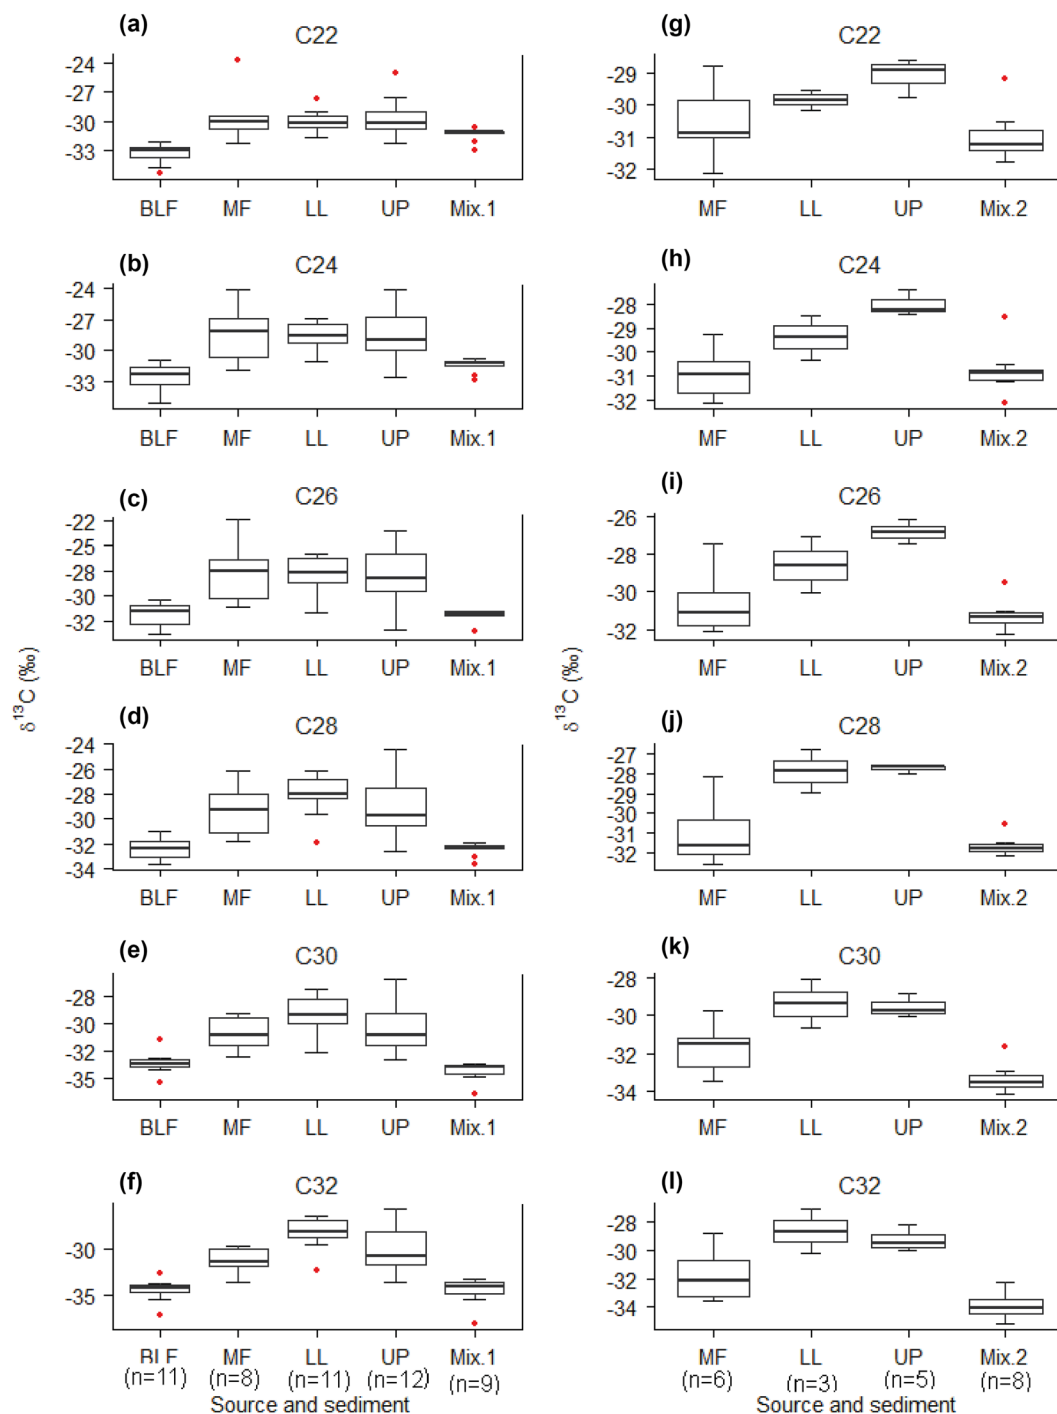 (a)
C22
-24
-27
-30
-33
BLF MF LL UP Mix.1
(b)
C24
-24
-27
-30
-33
BLF MF LL UP Mix.1
(c)
C26
-22
-25
-28
-30
-32
BLF MF LL UP Mix.1
δ13C (‰)
(d)
C28
-24
-26
-28
-30
-32
-34
BLF MF LL UP Mix.1
(e)
C30
-28
-30
-32
-35
BLF MF LL UP Mix.1
(f)
C32
-30
-35
BLF MF LL UP Mix.1
(n=11) (n=8) (n=11) (n=12) (n=9)
Source and sediment
(g)
C22
-29
-30
-31
-32
MF LL UP Mix.2
(h)
C24
-28
-29
-30
-31
-32
MF LL UP Mix.2
(i)
C26
-26
-28
-30
-32
MF LL UP Mix.2
δ13C (‰)
(j)
C28
-27
-28
-29
-31
-32
MF LL UP Mix.2
(k)
C30
-28
-30
-32
-34
MF LL UP Mix.2
(l)
C32
-28
-30
-32
-34
MF LL UP Mix.2
(n=6) (n=3) (n=5) (n=8)
Source and sediment